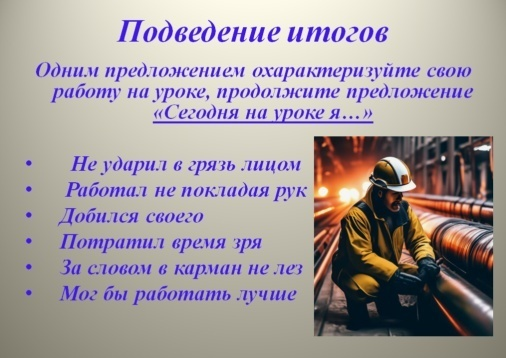 Подведение итогов
Одним предложением охарактеризуйте свою
работу на уроке, продолжите предложение
«Сегодня на уроке я…»
• Не ударил в грязь лицом
• Работал не покладая рук
• Добился своего
• Потратил время зря
• За словом в карман не лез
• Мог бы работать лучше